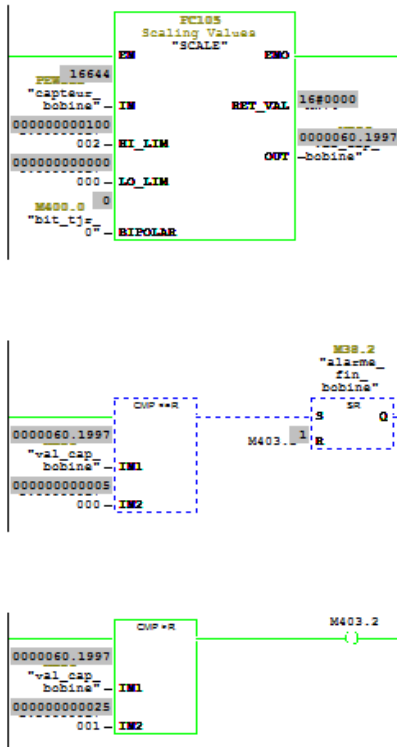 FC105
Scaling Values
"SCALE"
EN ENO
16644
"capteur_
bobine" IN RET_VAL 16#0000
000000000100 0000060.1997
002 HI_LIM OUT bobine"
000000000000
000 LO_LIM
M400.0 0
"bit_tjr_
0" BIPOLAR
M38.2
"alarme_
fin_
bobine"
SR
S Q
M403. 1 R
0000060.1997
"val_cap_
bobine" IN1
000000000005
000 IN2
M403.2
( )
0000060.1997
"val_cap_
bobine" IN1
000000000025
001 IN2